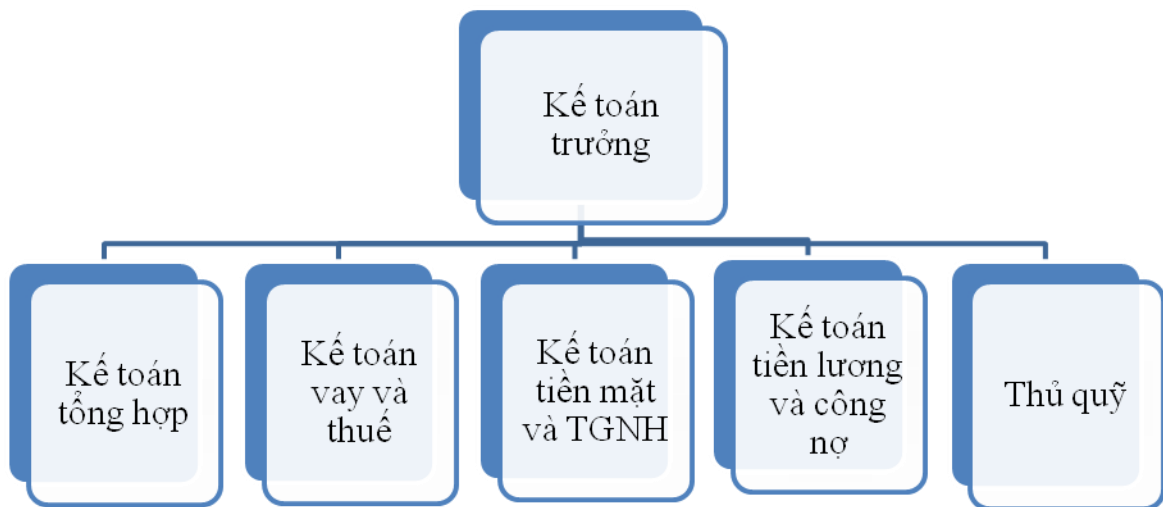 Kế toán
trưởng
Kế toán
tổng hợp
Kế toán
vay và
thuế
Kế toán
tiền mặt
và TGNH
Kế toán
tiền lương
và công
nợ
Thủ quỹ